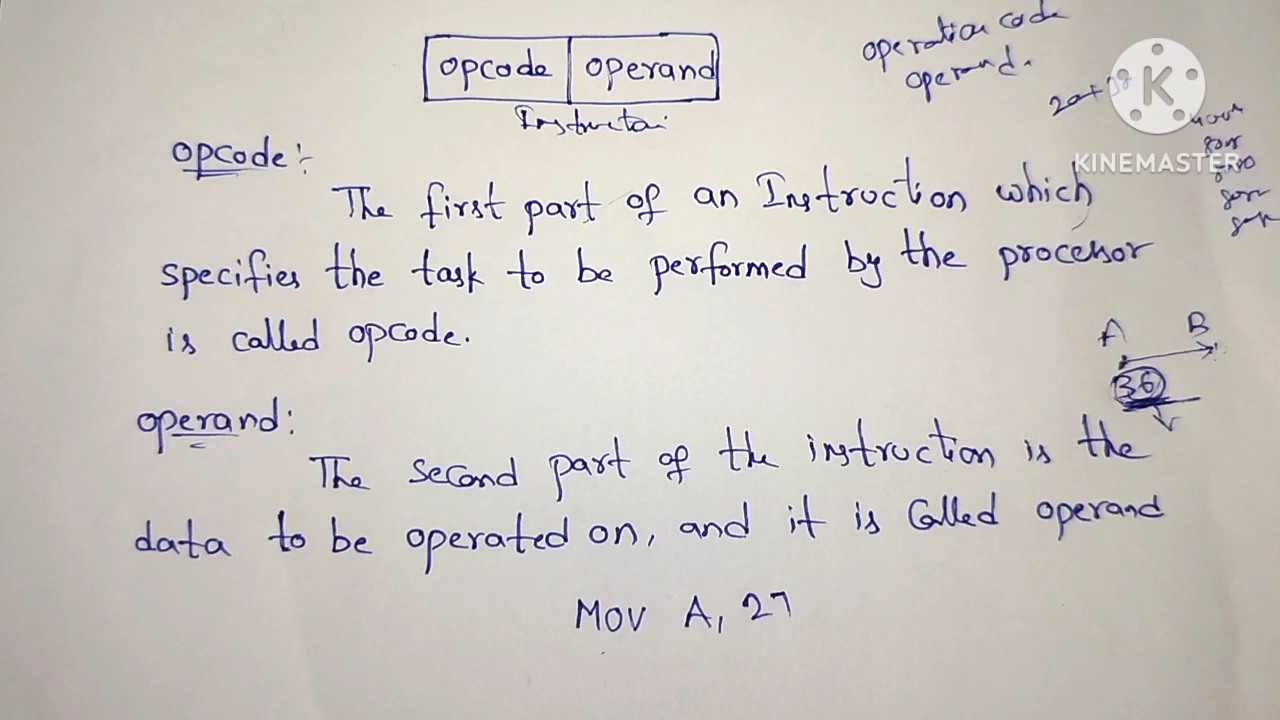 opcode operand
Instructai
operation code
operand.
KINEMASTER
opcode:-
The first part of an Instruction which
specifies the task to be performed by the processor
is called opcode.
A B
36
operand:
The second part of the instruction is the
data to be operated on, and it is called operand
MOV A, 27